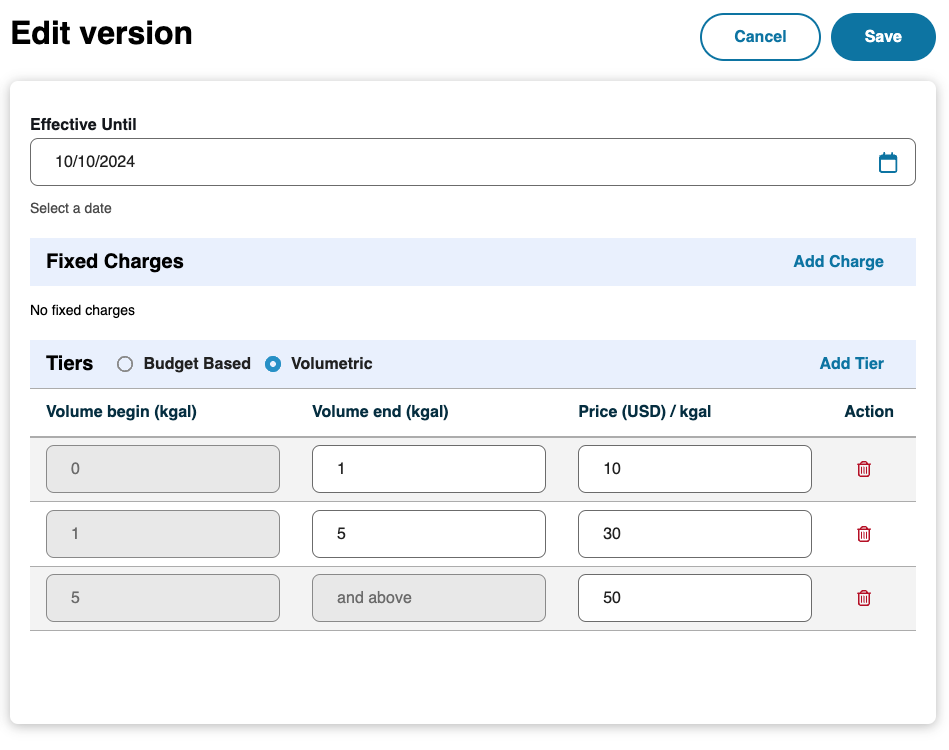 Edit version
Cancel
Save
Effective Until
10/10/2024
Select a date
Fixed Charges
Add Charge
No fixed charges
Tiers Budget Based Volumetric Add Tier
Volume begin (kgal) Volume end (kgal) Price (USD) / kgal Action
0 1 10
1 5 30
5 and above 50